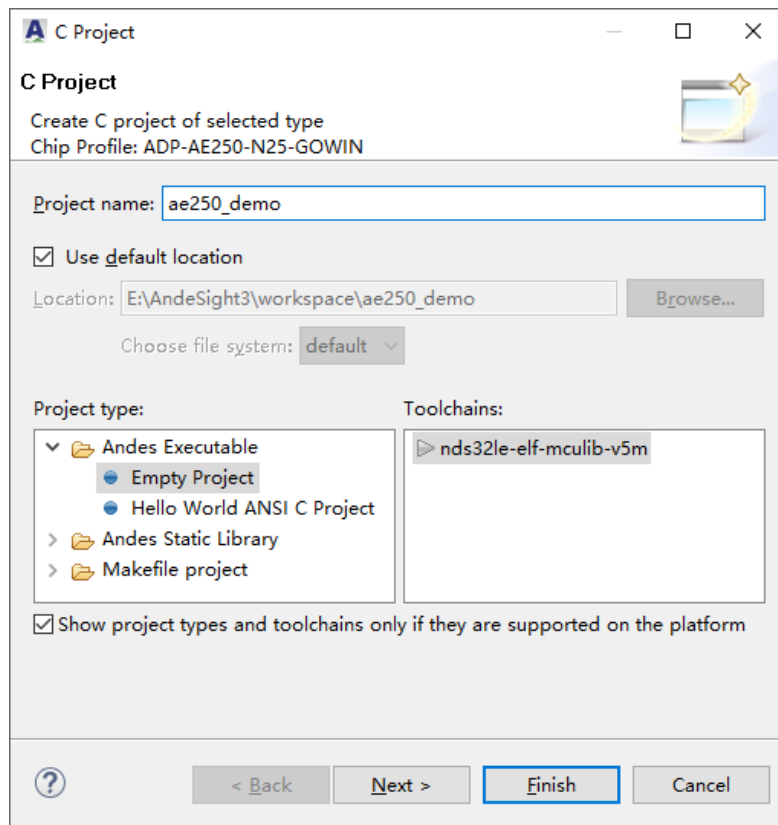 C Project
C Project
Create C project of selected type
Chip Profile: ADP-AE250-N25-GOWIN
Project name: ae250_demo
Use default location
Location: E:\AndeSight3\workspace\ae250_demo Browse...
Choose file system: default
Project type: Toolchains:
Andes Executable nds32le-elf-mculib-v5m
Empty Project
Hello World ANSI C Project
Andes Static Library
Makefile project
Show project types and toolchains only if they are supported on the platform
? < Back Next > Finish Cancel